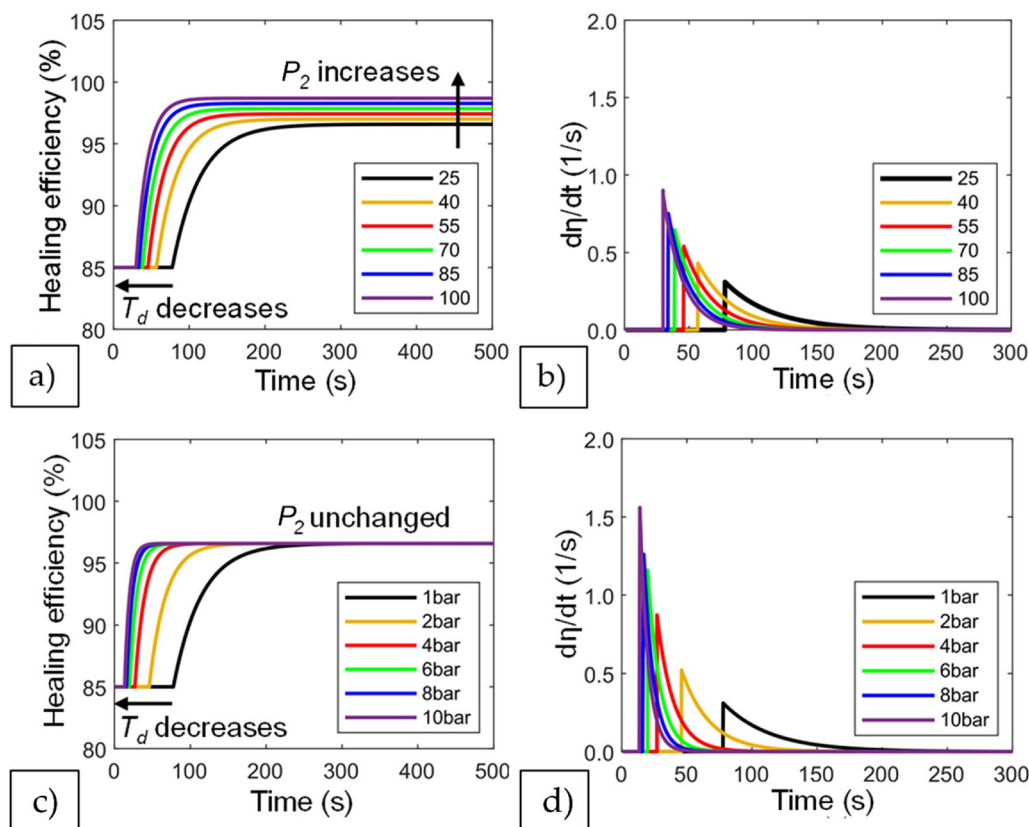 105
100
95
90
85
80
Healing efficiency (%)
P2 increases
25
40
55
70
85
100
Td decreases
0 100 200 300 400 500
Time (s)
a)
2.0
1.5
1.0
0.5
0.0
dη/dt (1/s)
25
40
55
70
85
100
0 50 100 150 200 250 300
Time (s)
b)
105
100
95
90
85
80
Healing efficiency (%)
P2 unchanged
1bar
2bar
4bar
6bar
8bar
10bar
Td decreases
0 100 200 300 400 500
Time (s)
c)
2.0
1.5
1.0
0.5
0.0
dη/dt (1/s)
1bar
2bar
4bar
6bar
8bar
10bar
0 50 100 150 200 250 300
Time (s)
d)